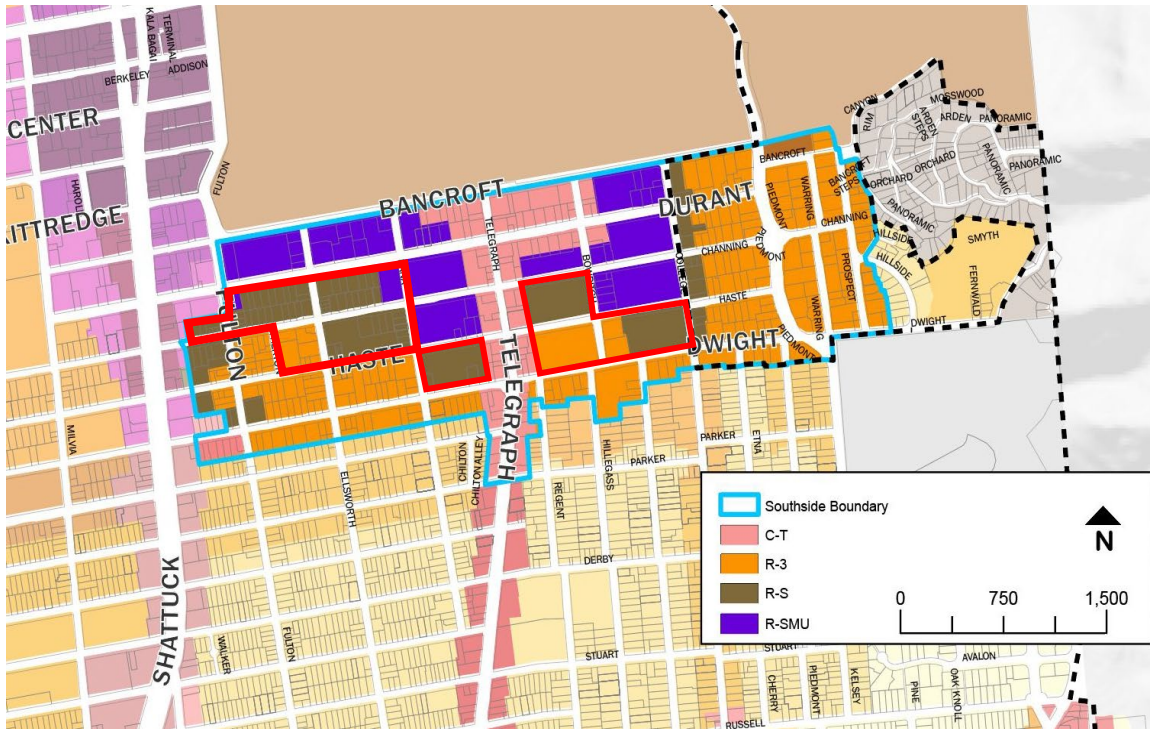 KALA BAGAI
TERMINAL
BERKELEY
ADDISON
CENTER
HAROLD
FULTON
BANCROFT
CANYON
MOSSWOOD
RIM
ARDEN
STEPS
ARDEN
PANORAMIC
PANORAMIC
PANORAMIC
ORCHARD
ORCHARD
BANCROFT
BANCROFT
STEPS
PANORAMIC
DURANT
PIEDMONT
WARRING
CHANNING
CHANNING
TELEGRAPH
PIEDMONT
HILLSIDE
HILLSIDE
SMYTH
FERNWALD
PROSPECT
HASTE
WARRING
DWIGHT
PIEDMONT
DWIGHT
FULTON
HASTE
TELEGRAPH
MILVIA
ELLSWORTH
CHILTON
CHILTON ALLEY
HILLEGASS
PARKER
PARKER
ETNA
REGENT
DERBY
SHATTUCK
WALKER
FULTON
STUART
STUART
CHERRY
PIEDMONT
KELSEY
PINE
OAK KNOLL
AVALON
RUSSELL
Southside Boundary
C-T
R-3
R-S
R-SMU
N
0 750 1,500